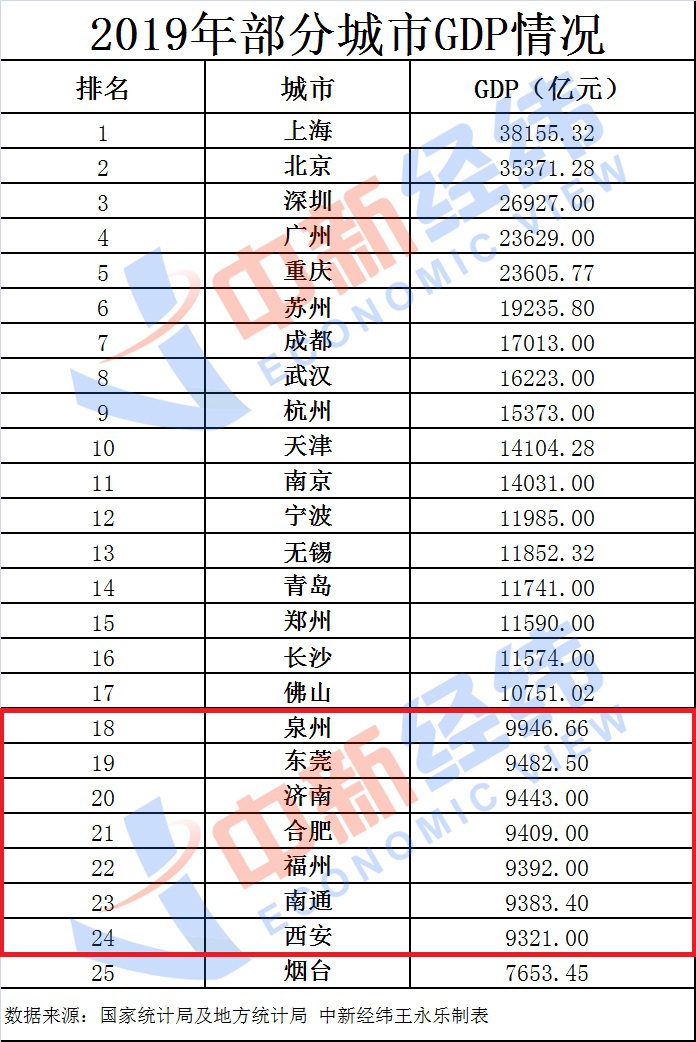 2019年部分城市GDP情况
排名 城市 GDP（亿元）
1 上海 38155.32
2 北京 35371.28
3 深圳 26927.00
4 广州 23629.00
5 重庆 23605.77
6 苏州 19235.80
7 成都 17013.00
8 武汉 16223.00
9 杭州 15373.00
10 天津 14104.28
11 南京 14031.00
12 宁波 11985.00
13 无锡 11852.32
14 青岛 11741.00
15 郑州 11590.00
16 长沙 11574.00
17 佛山 10751.02
18 泉州 9946.66
19 东莞 9482.50
20 济南 9443.00
21 合肥 9409.00
22 福州 9392.00
23 南通 9383.40
24 西安 9321.00
25 烟台 7653.45
数据来源：国家统计局及地方统计局 中新经纬王永乐制表
中新经纬
ECONOMIC VIEW
中新经纬
ECONOMIC VIEW